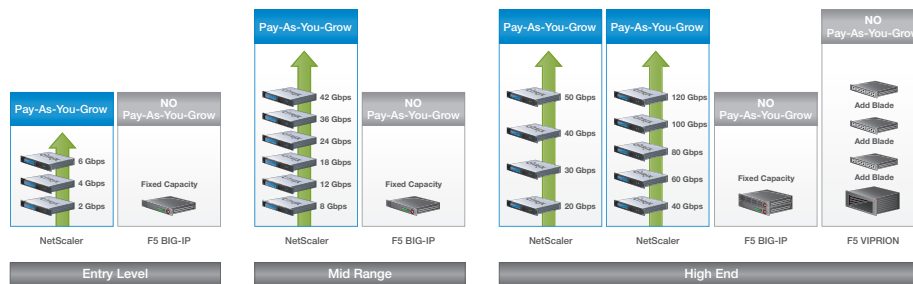 Pay-As-You-Grow
6 Gbps
4 Gbps
2 Gbps
NetScaler
NO
Pay-As-You-Grow
Fixed Capacity
F5 BIG-IP
Entry Level
Pay-As-You-Grow
42 Gbps
36 Gbps
24 Gbps
18 Gbps
12 Gbps
8 Gbps
NetScaler
NO
Pay-As-You-Grow
Fixed Capacity
F5 BIG-IP
Mid Range
Pay-As-You-Grow
50 Gbps
40 Gbps
30 Gbps
20 Gbps
NetScaler
Pay-As-You-Grow
120 Gbps
100 Gbps
80 Gbps
60 Gbps
40 Gbps
NetScaler
NO
Pay-As-You-Grow
Fixed Capacity
F5 BIG-IP
NO
Pay-As-You-Grow
Add Blade
Add Blade
Add Blade
F5 VIPRION
High End